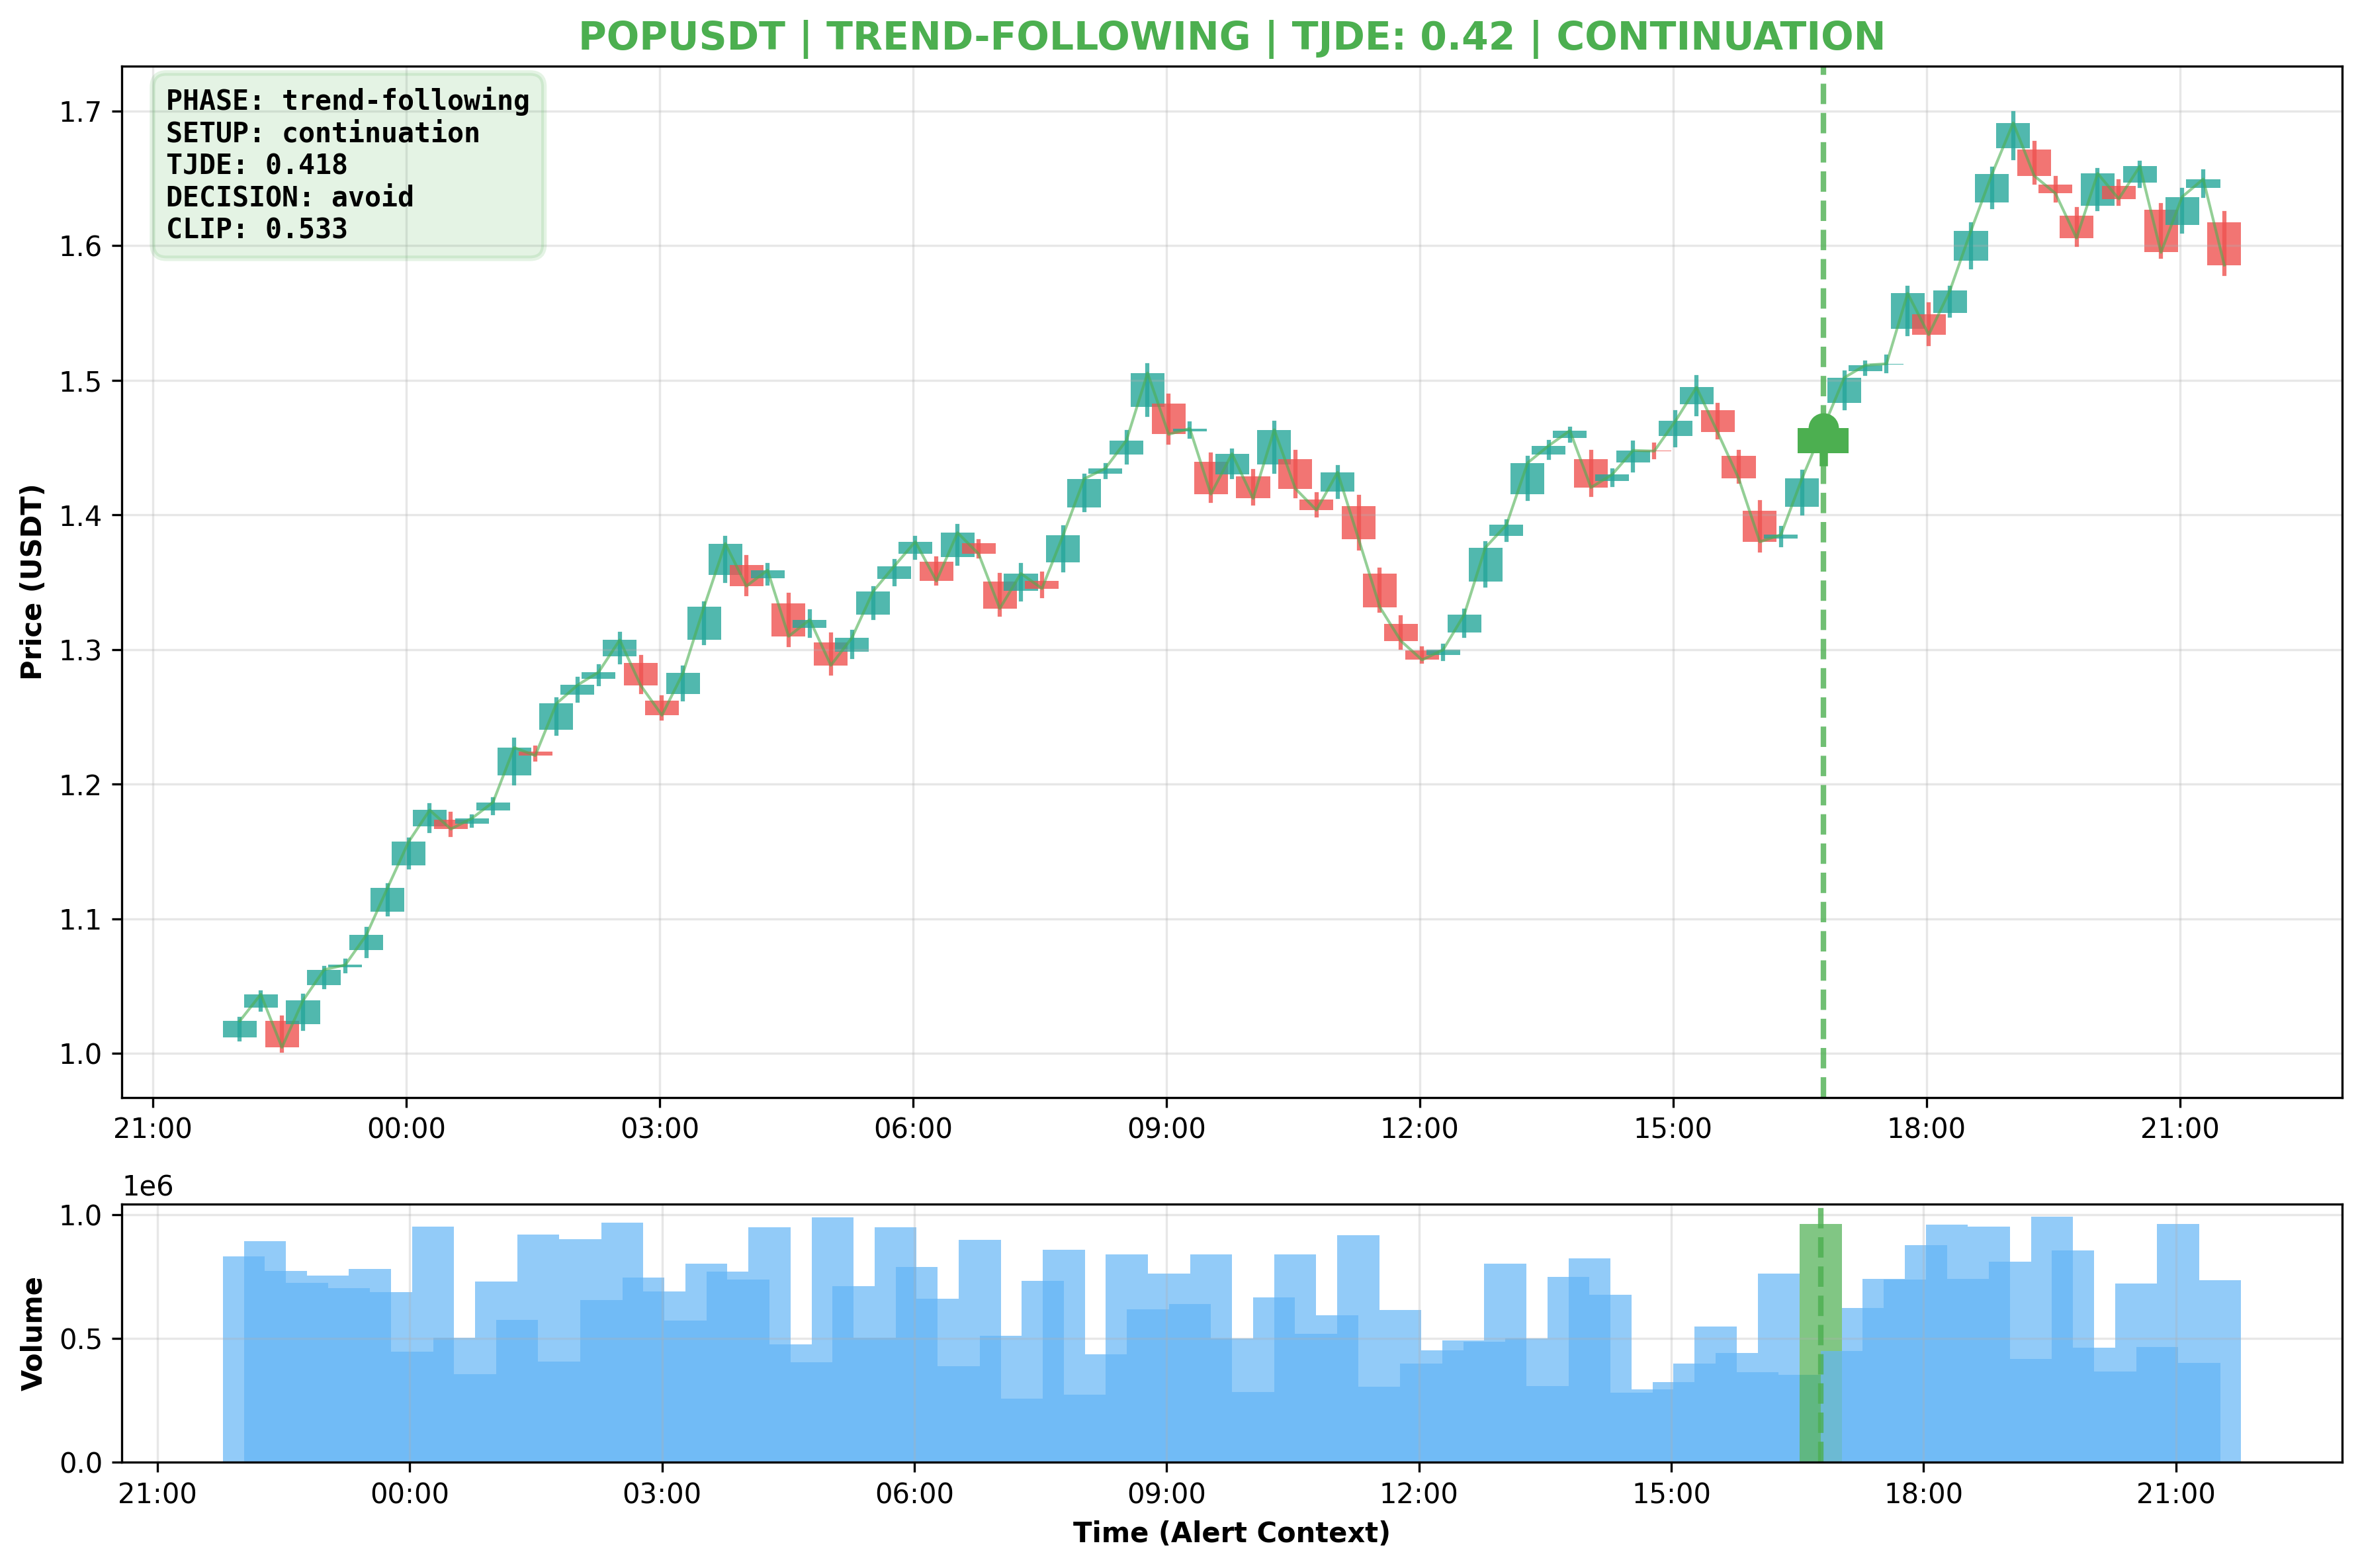 POPUSDT | TREND-FOLLOWING | TJDE: 0.42 | CONTINUATION
PHASE: trend-following
SETUP: continuation
TJDE: 0.418
DECISION: avoid
CLIP: 0.533
Price (USDT)
1.7
1.6
1.5
1.4
1.3
1.2
1.1
1.0
21:00 00:00 03:00 06:00 09:00 12:00 15:00 18:00 21:00
1e6
Volume
1.0
0.5
0.0
21:00 00:00 03:00 06:00 09:00 12:00 15:00 18:00 21:00
Time (Alert Context)